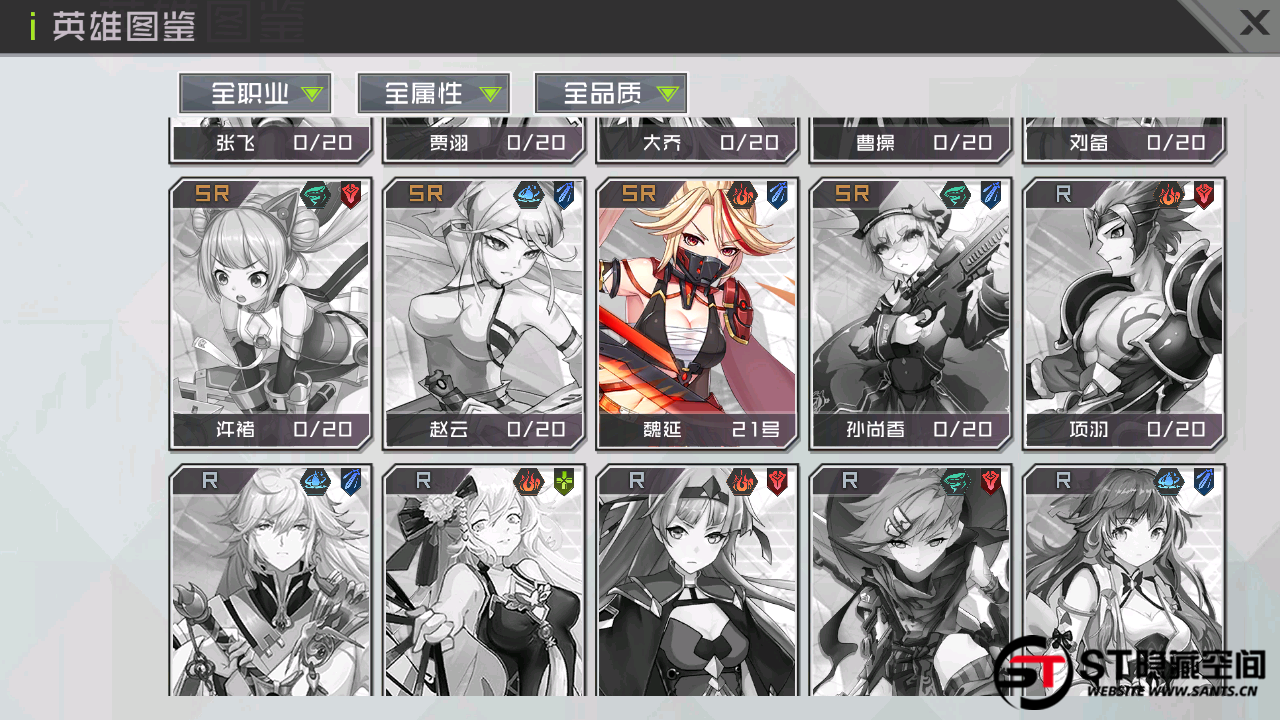 i 英雄图鉴
全职业 全属性 全品质
张飞 0/20 贾诩 0/20 大乔 0/20 曹操 0/20 刘备 0/20
SR SR SR SR R
许褚 0/20 赵云 0/20 魏延 21号 孙尚香 0/20 项羽 0/20
R R R R R
ST ST隐藏空间
WEBSITE WWW.SANTS.CN